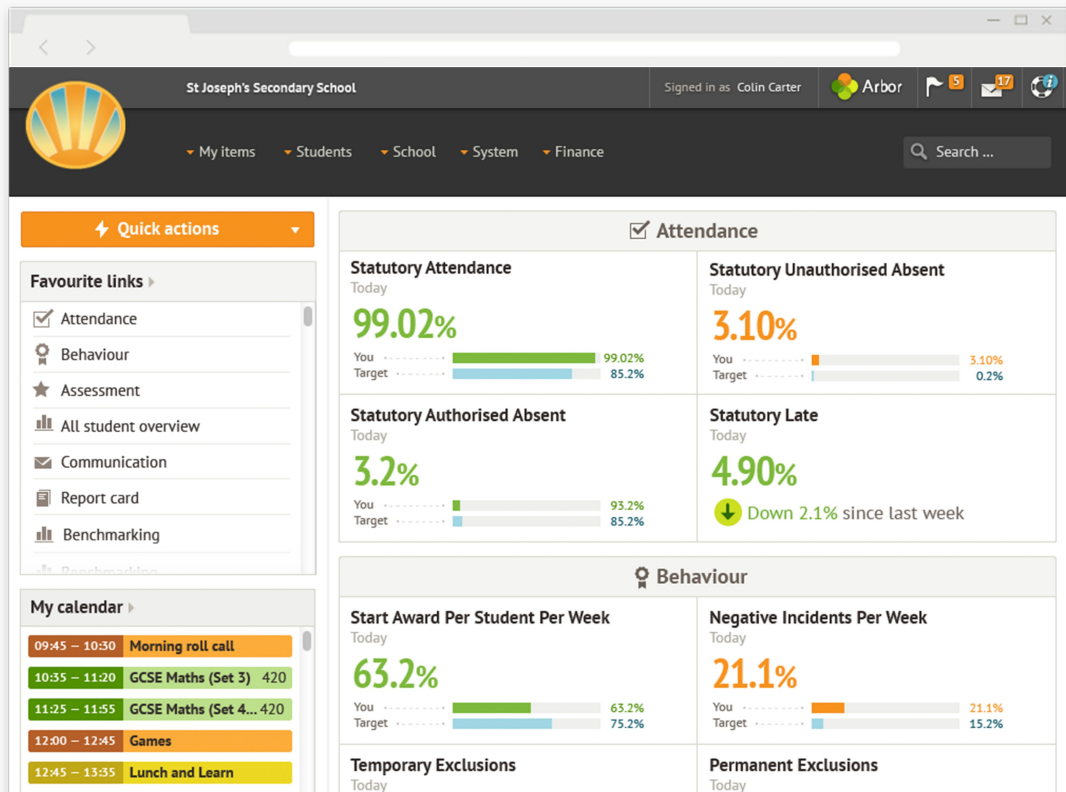 St Joseph's Secondary School
Signed in as Colin Carter
Arbor
5
17
i
My items
Students
School
System
Finance
Search ...
Quick actions
Favourite links
Attendance
Behaviour
Assessment
All student overview
Communication
Report card
Benchmarking
Benchmarking
My calendar
09:45 – 10:30 Morning roll call
10:35 – 11:20 GCSE Maths (Set 3) 420
11:25 – 11:55 GCSE Maths (Set 4... 420
12:00 – 12:45 Games
12:45 – 13:35 Lunch and Learn
Attendance
Statutory Attendance
Today
99.02%
You 99.02%
Target 85.2%
Statutory Unauthorised Absent
Today
3.10%
You 3.10%
Target 0.2%
Statutory Authorised Absent
Today
3.2%
You 93.2%
Target 85.2%
Statutory Late
Today
4.90%
Down 2.1% since last week
Behaviour
Start Award Per Student Per Week
Today
63.2%
You 63.2%
Target 75.2%
Negative Incidents Per Week
Today
21.1%
You 21.1%
Target 15.2%
Temporary Exclusions
Today
Permanent Exclusions
Today